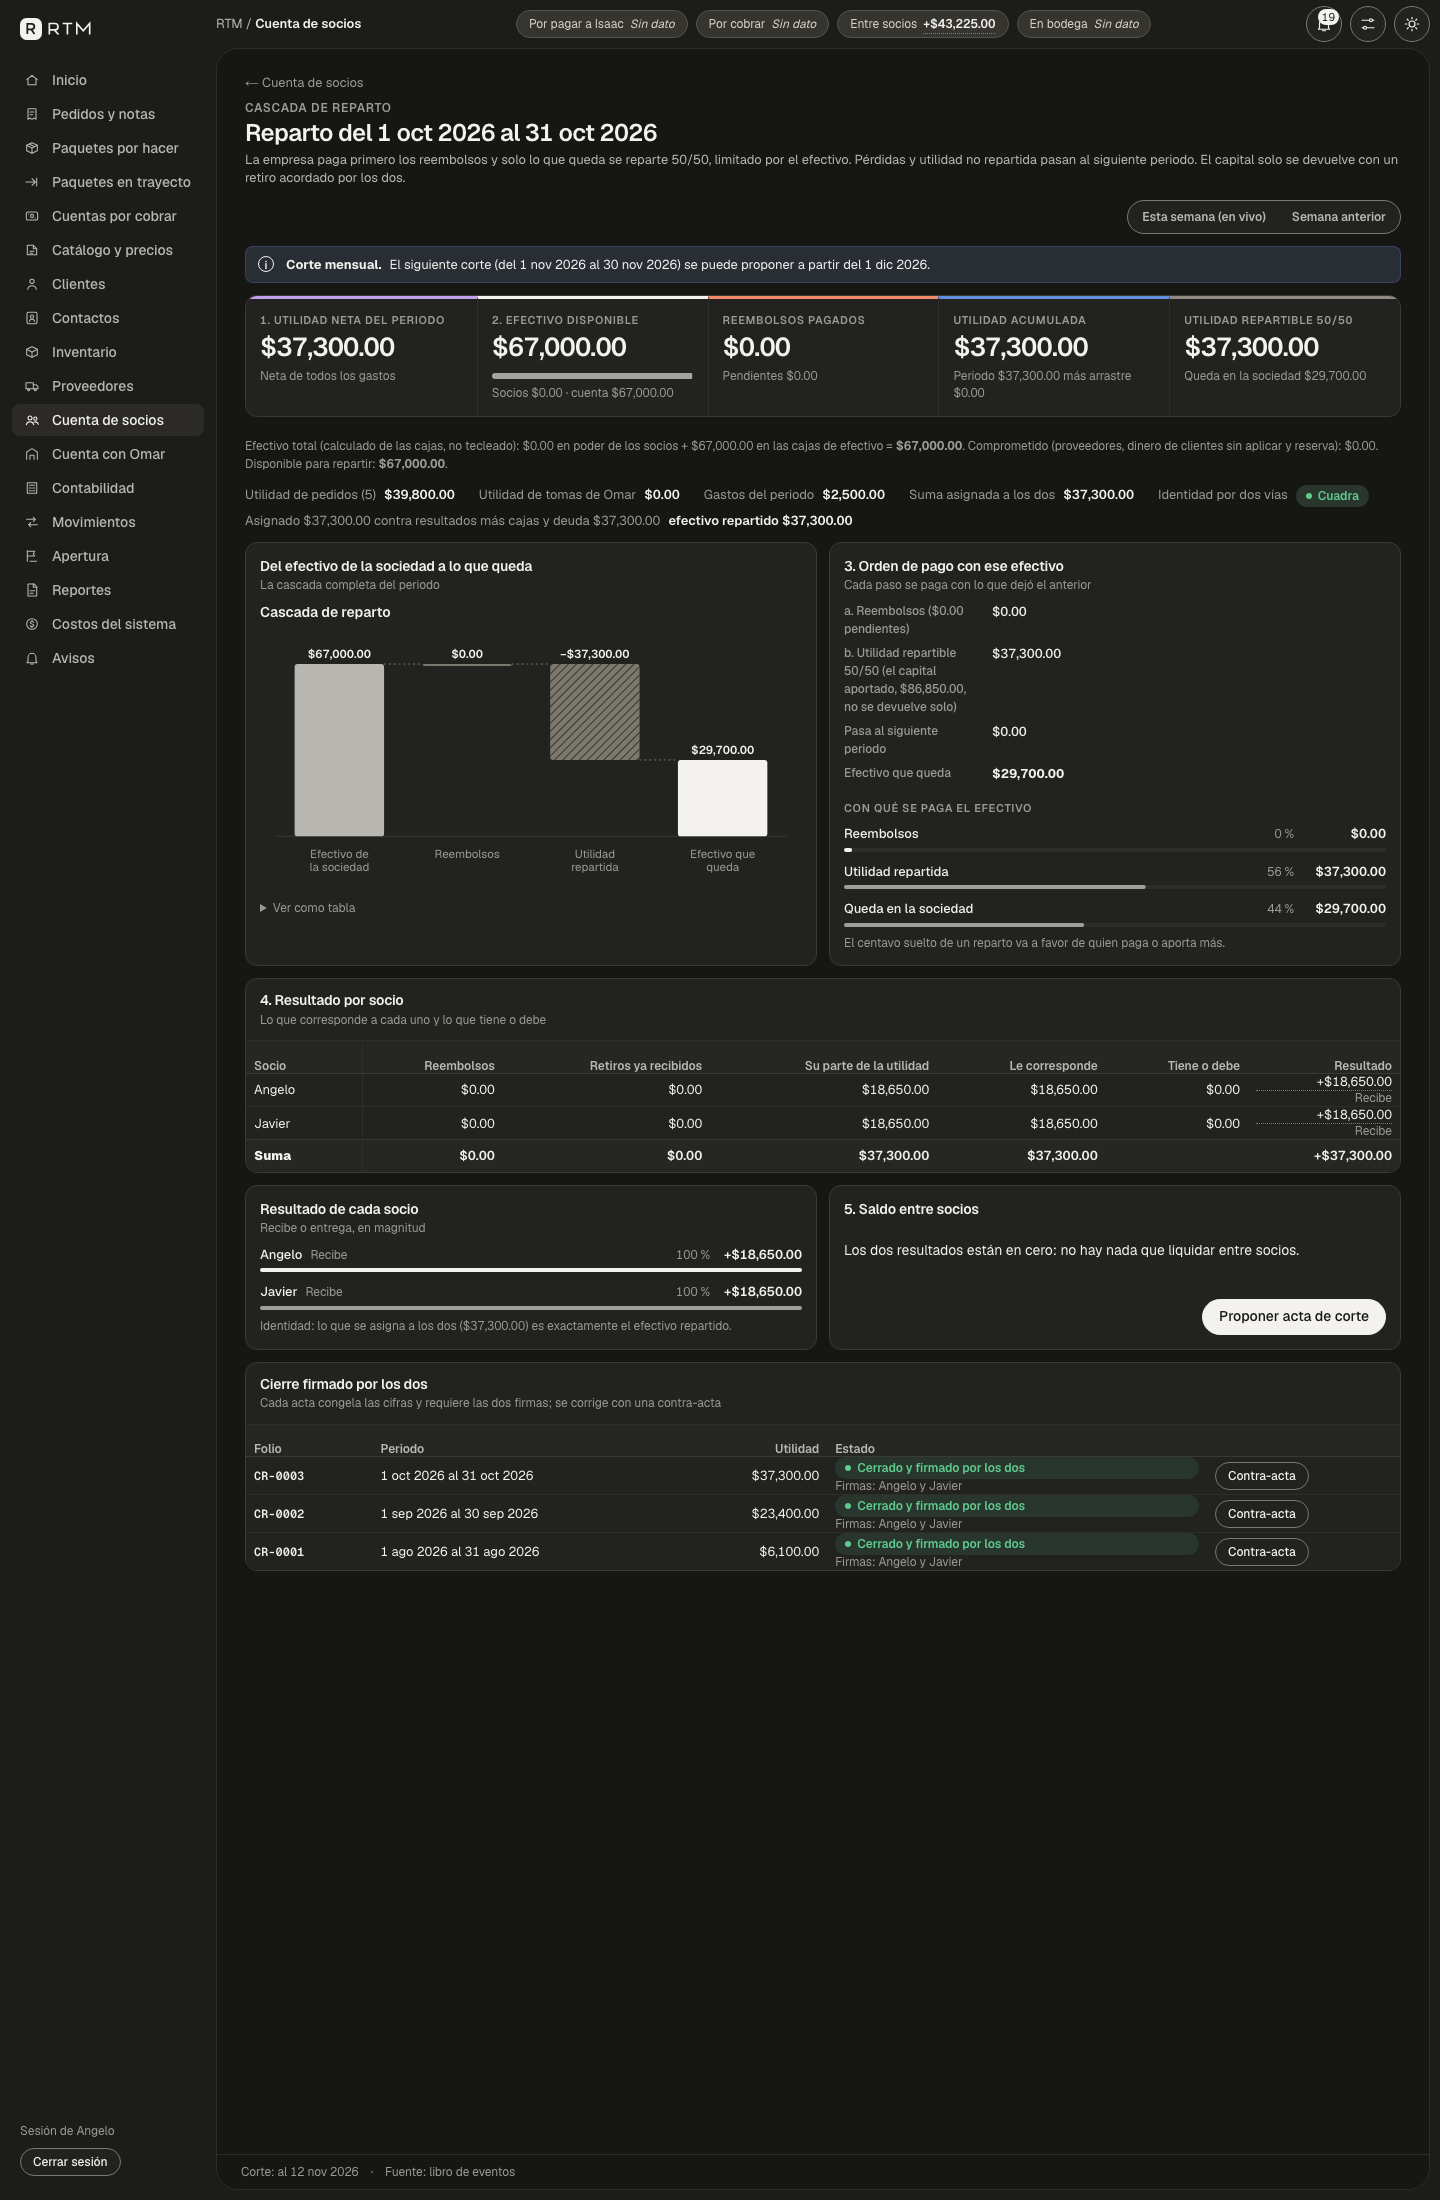 R RTM
RTM / Cuenta de socios
Por pagar a Isaac Sin dato
Por cobrar Sin dato
Entre socios +$43,225.00
En bodega Sin dato
19
Inicio
Pedidos y notas
Paquetes por hacer
Paquetes en trayecto
Cuentas por cobrar
Catálogo y precios
Clientes
Contactos
Inventario
Proveedores
Cuenta de socios
Cuenta con Omar
Contabilidad
Movimientos
Apertura
Reportes
Costos del sistema
Avisos
Sesión de Angelo
Cerrar sesión
← Cuenta de socios
CASCADA DE REPARTO
Reparto del 1 oct 2026 al 31 oct 2026
La empresa paga primero los reembolsos y solo lo que queda se reparte 50/50, limitado por el efectivo. Pérdidas y utilidad no repartida pasan al siguiente periodo. El capital solo se devuelve con un
retiro acordado por los dos.
Esta semana (en vivo) Semana anterior
Corte mensual. El siguiente corte (del 1 nov 2026 al 30 nov 2026) se puede proponer a partir del 1 dic 2026.
1. UTILIDAD NETA DEL PERIODO
$37,300.00
Neta de todos los gastos
2. EFECTIVO DISPONIBLE
$67,000.00
Socios $0.00 · cuenta $67,000.00
REEMBOLSOS PAGADOS
$0.00
Pendientes $0.00
UTILIDAD ACUMULADA
$37,300.00
Periodo $37,300.00 más arrastre
$0.00
UTILIDAD REPARTIBLE 50/50
$37,300.00
Queda en la sociedad $29,700.00
Efectivo total (calculado de las cajas, no tecleado): $0.00 en poder de los socios + $67,000.00 en las cajas de efectivo = $67,000.00. Comprometido (proveedores, dinero de clientes sin aplicar y reserva): $0.00.
Disponible para repartir: $67,000.00.
Utilidad de pedidos (5) $39,800.00 Utilidad de tomas de Omar $0.00 Gastos del periodo $2,500.00 Suma asignada a los dos $37,300.00 Identidad por dos vías Cuadra
Asignado $37,300.00 contra resultados más cajas y deuda $37,300.00 efectivo repartido $37,300.00
Del efectivo de la sociedad a lo que queda
La cascada completa del periodo
Cascada de reparto
$67,000.00
$0.00
−$37,300.00
$29,700.00
Efectivo de
la sociedad
Reembolsos
Utilidad
repartida
Efectivo que
queda
Ver como tabla
3. Orden de pago con ese efectivo
Cada paso se paga con lo que dejó el anterior
a. Reembolsos ($0.00 $0.00
pendientes)
b. Utilidad repartible $37,300.00
50/50 (el capital
aportado, $86,850.00,
no se devuelve solo)
Pasa al siguiente $0.00
periodo
Efectivo que queda $29,700.00
CON QUÉ SE PAGA EL EFECTIVO
Reembolsos 0 % $0.00
Utilidad repartida 56 % $37,300.00
Queda en la sociedad 44 % $29,700.00
El centavo suelto de un reparto va a favor de quien paga o aporta más.
4. Resultado por socio
Lo que corresponde a cada uno y lo que tiene o debe
Socio Reembolsos Retiros ya recibidos Su parte de la utilidad Le corresponde Tiene o debe Resultado
Angelo $0.00 $0.00 $18,650.00 $18,650.00 $0.00 +$18,650.00
Recibe
Javier $0.00 $0.00 $18,650.00 $18,650.00 $0.00 +$18,650.00
Recibe
Suma $0.00 $0.00 $37,300.00 $37,300.00 +$37,300.00
Resultado de cada socio
Recibe o entrega, en magnitud
Angelo Recibe 100 % +$18,650.00
Javier Recibe 100 % +$18,650.00
Identidad: lo que se asigna a los dos ($37,300.00) es exactamente el efectivo repartido.
5. Saldo entre socios
Los dos resultados están en cero: no hay nada que liquidar entre socios.
Proponer acta de corte
Cierre firmado por los dos
Cada acta congela las cifras y requiere las dos firmas; se corrige con una contra-acta
Folio Periodo Utilidad Estado
CR-0003 1 oct 2026 al 31 oct 2026 $37,300.00 Cerrado y firmado por los dos Contra-acta
Firmas: Angelo y Javier
CR-0002 1 sep 2026 al 30 sep 2026 $23,400.00 Cerrado y firmado por los dos Contra-acta
Firmas: Angelo y Javier
CR-0001 1 ago 2026 al 31 ago 2026 $6,100.00 Cerrado y firmado por los dos Contra-acta
Firmas: Angelo y Javier
Corte: al 12 nov 2026 · Fuente: libro de eventos